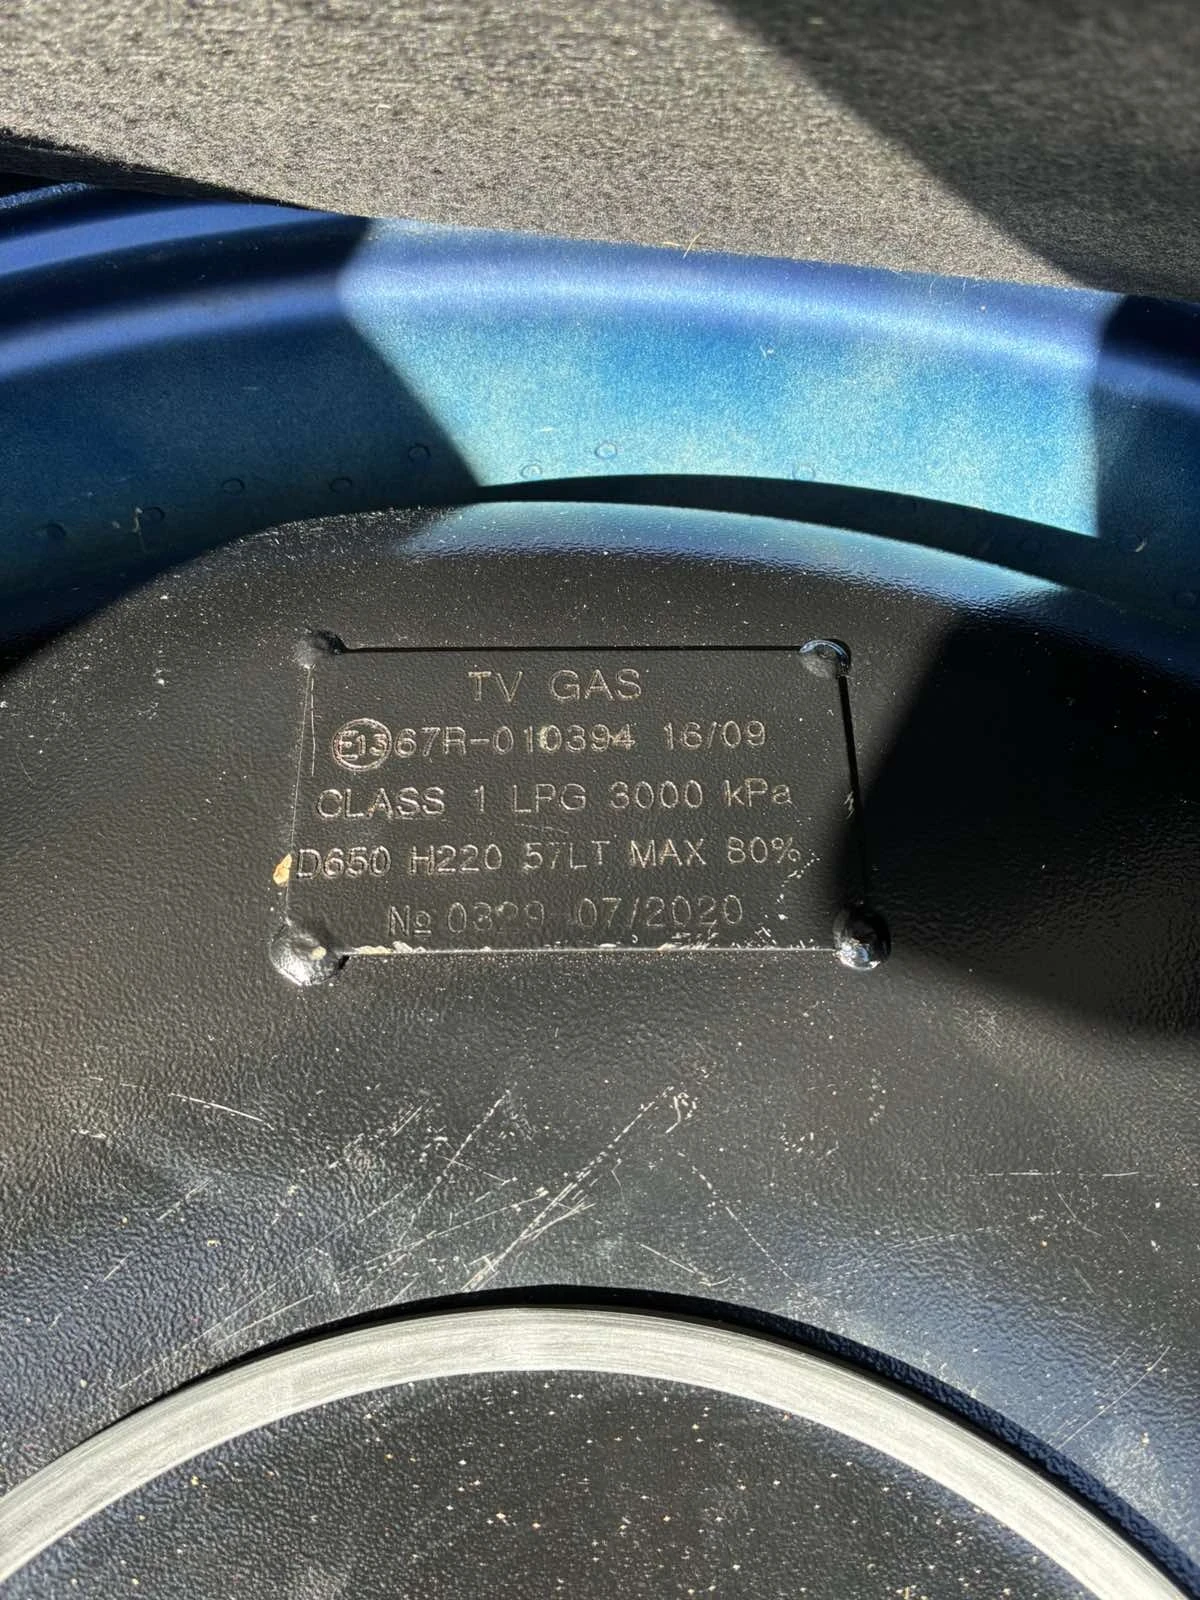 TV GAS
E13 67R-010394 16/09
CLASS 1 LPG 3000 kPa
D650 H220 57LT MAX 80%
№ 0329 07/2020